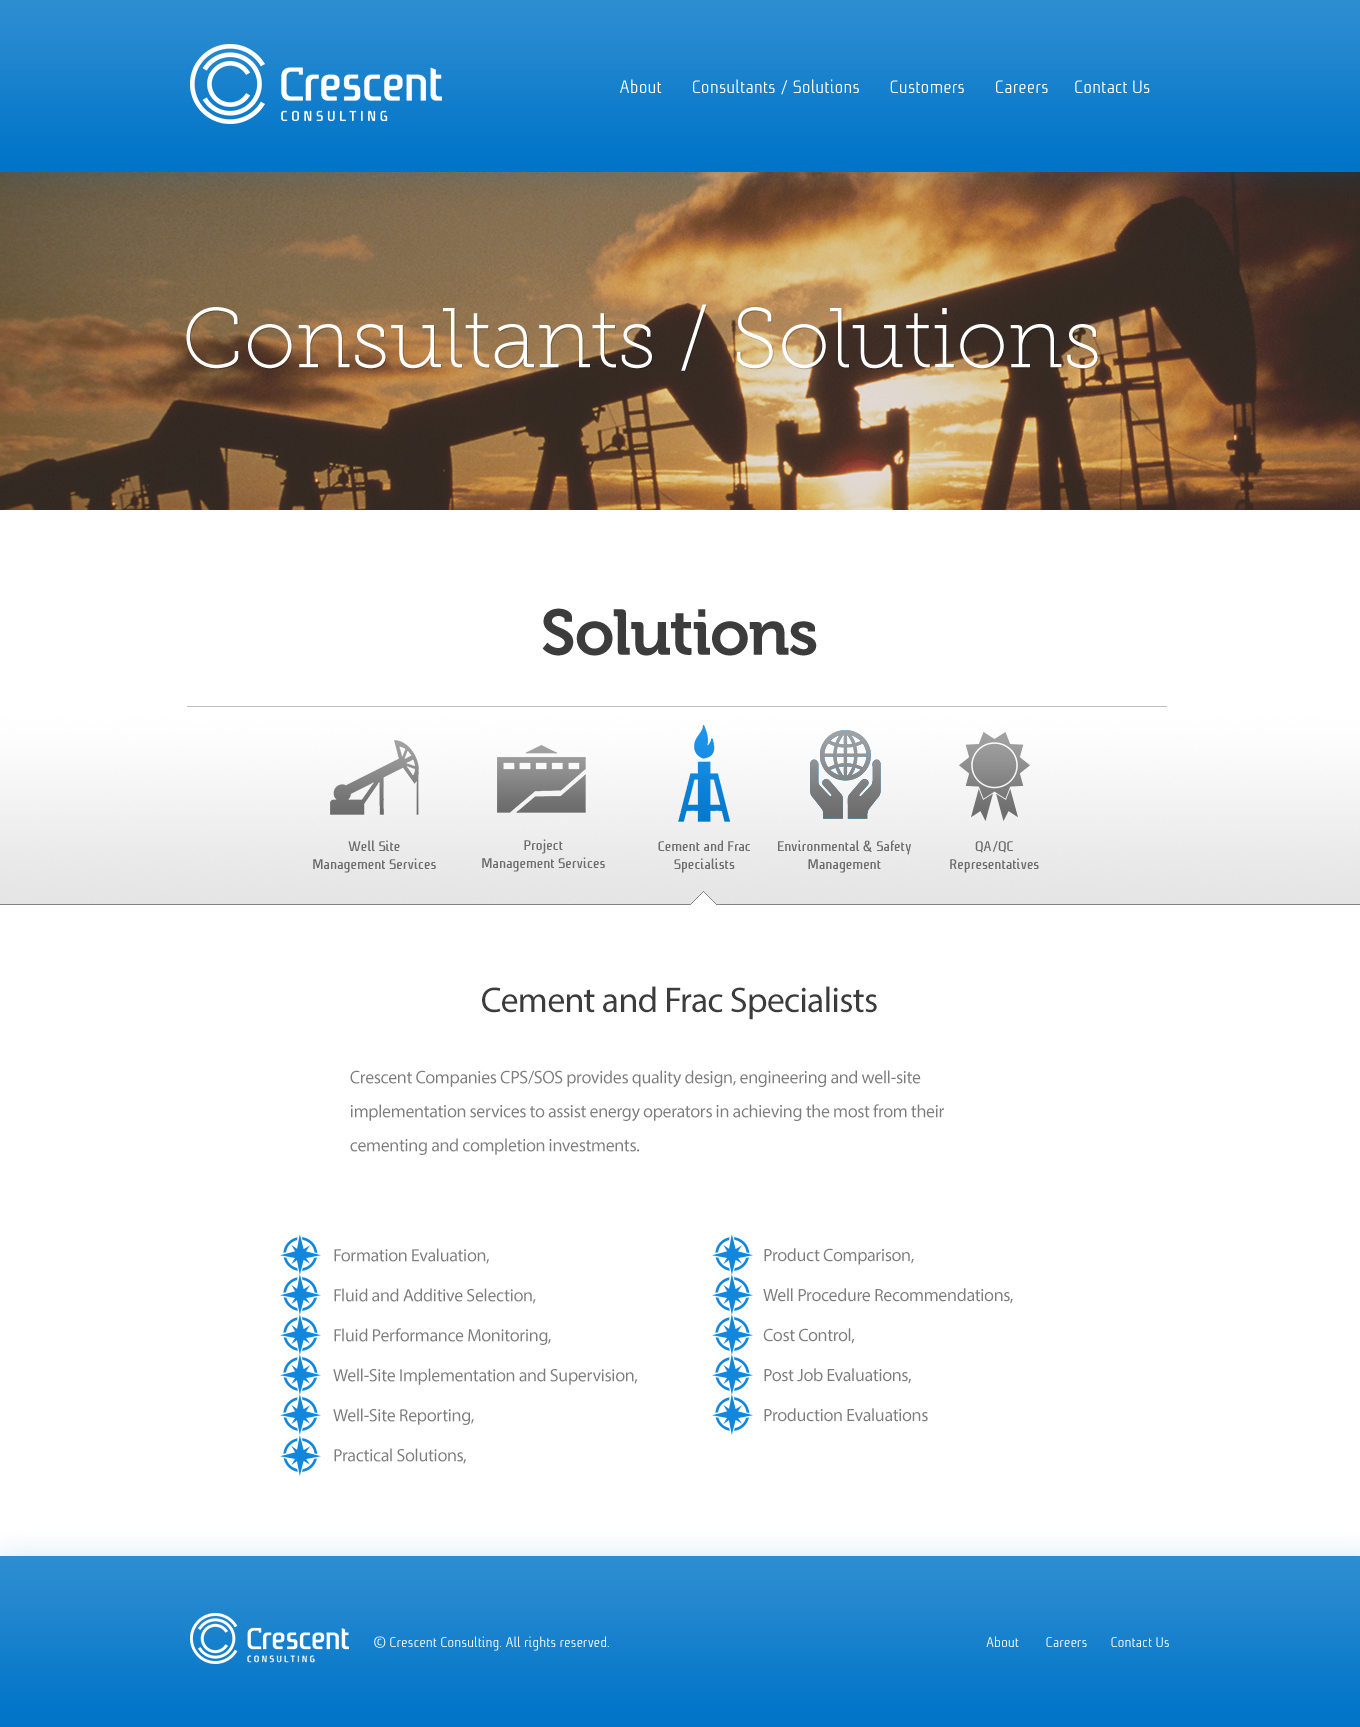 Crescent
CONSULTING
About Consultants / Solutions Customers Careers Contact Us
Consultants / Solutions
Solutions
Well Site
Management Services
Project
Management Services
Cement and Frac
Specialists
Environmental & Safety
Management
QA/QC
Representatives
Cement and Frac Specialists
Crescent Companies CPS/SOS provides quality design, engineering and well-site
implementation services to assist energy operators in achieving the most from their
cementing and completion investments.
Formation Evaluation,
Fluid and Additive Selection,
Fluid Performance Monitoring,
Well-Site Implementation and Supervision,
Well-Site Reporting,
Practical Solutions,
Product Comparison,
Well Procedure Recommendations,
Cost Control,
Post Job Evaluations,
Production Evaluations
Crescent
CONSULTING
© Crescent Consulting. All rights reserved.
About Careers Contact Us